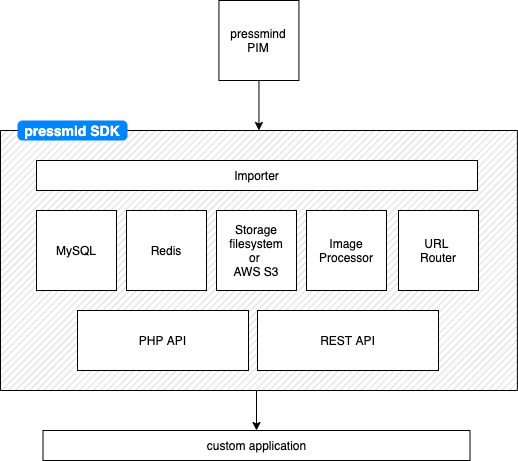 pressmind
PIM
pressmid SDK
Importer
MySQL
Redis
Storage
filesystem
or
AWS S3
Image
Processor
URL
Router
PHP API
REST API
custom application